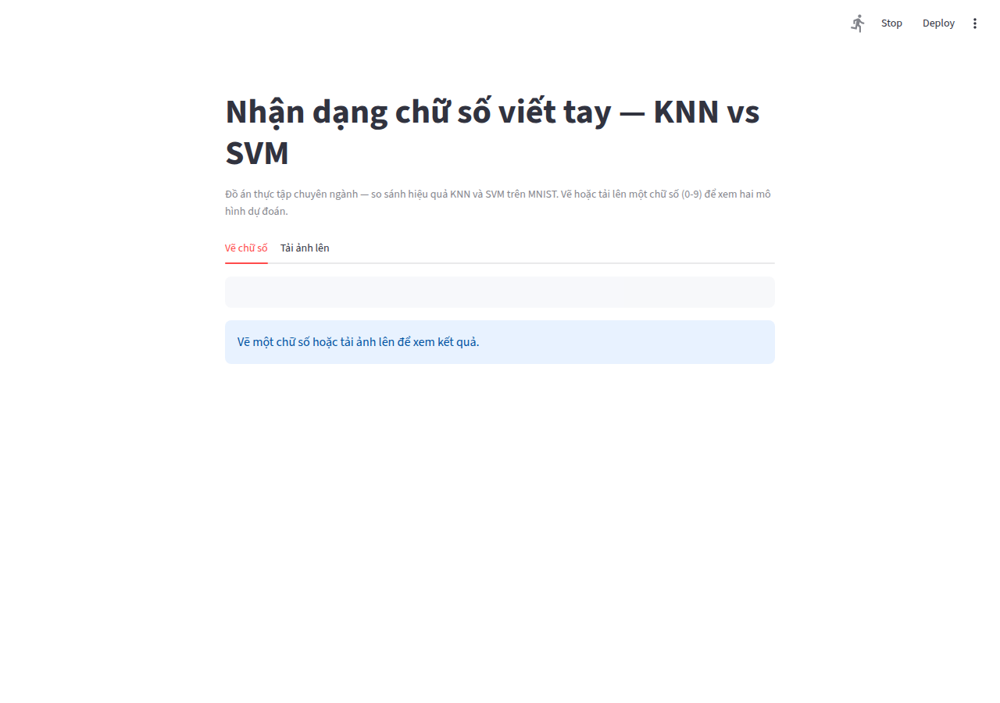 Stop
Deploy
Nhận dạng chữ số viết tay — KNN vs
SVM
Đồ án thực tập chuyên ngành — so sánh hiệu quả KNN và SVM trên MNIST. Vẽ hoặc tải lên một chữ số (0-9) để xem hai mô
hình dự đoán.
Vẽ chữ số
Tải ảnh lên
Vẽ một chữ số hoặc tải ảnh lên để xem kết quả.